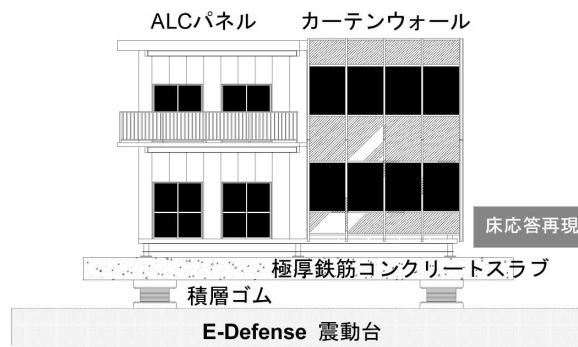 ALCパネル
カーテンウォール
床応答再現
極厚鉄筋コンクリートスラブ
積層ゴム
E-Defense 震動台